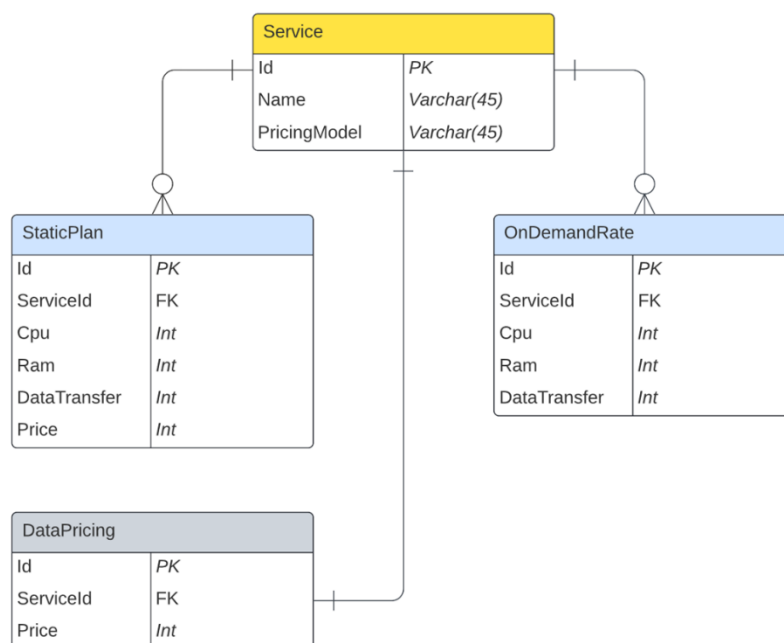 Service
Id PK
Name Varchar(45)
PricingModel Varchar(45)
StaticPlan
Id PK
ServiceId FK
Cpu Int
Ram Int
DataTransfer Int
Price Int
OnDemandRate
Id PK
ServiceId FK
Cpu Int
Ram Int
DataTransfer Int
DataPricing
Id PK
ServiceId FK
Price Int